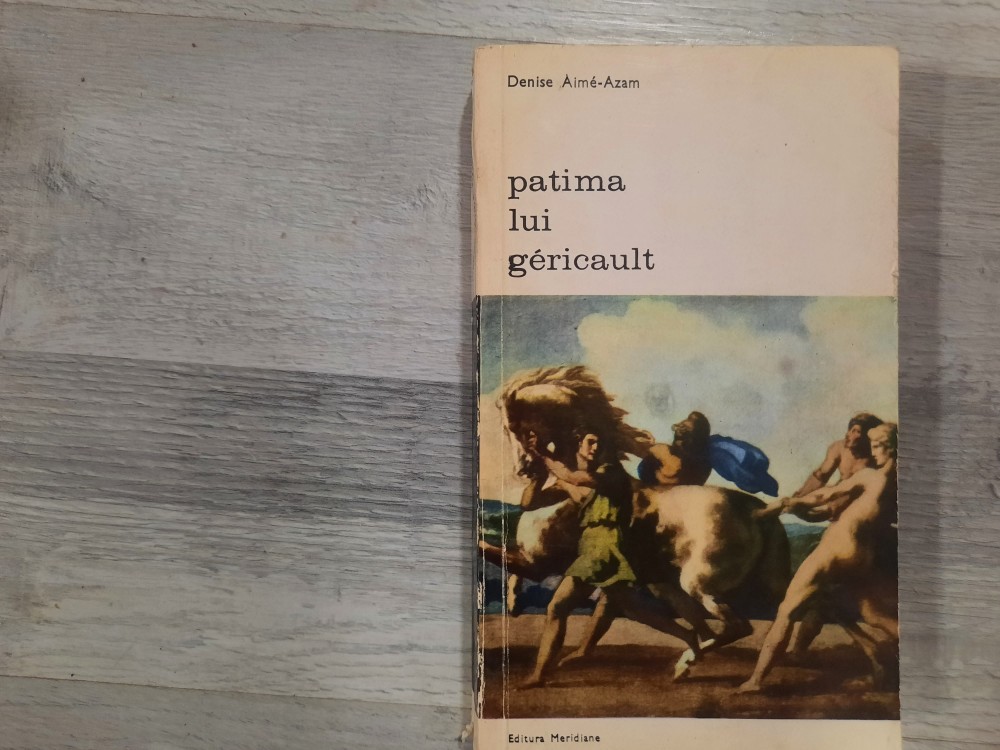 Denise Aimé-Azam
patima
lui
géricault
Editura Meridiane